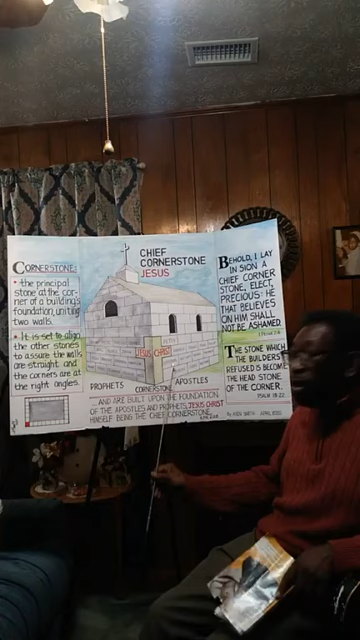 CORNERSTONE:
• the principal
stone at the cor-
ner of a building's
foundation, uniting
two walls.
• It is set to align
the other stones
to assure the walls
are straight and
the corners are at
the right angles.
CHIEF
CORNERSTONE
JESUS
JESUS CHRIST
PROPHETS
CORNERSTONE
APOSTLES
... AND ARE BUILT UPON THE FOUNDATION
OF THE APOSTLES AND PROPHETS, JESUS CHRIST
HIMSELF BEING THE CHIEF CORNERSTONE.
BEHOLD, I LAY
IN SION A
CHIEF CORNER
STONE, ELECT,
PRECIOUS: HE
THAT BELIEVES
ON HIM SHALL
NOT BE ASHAMED.
THE STONE WHICH
THE BUILDERS
REFUSED IS BECOME
THE HEAD STONE
OF THE CORNER.
PSALM 118:22